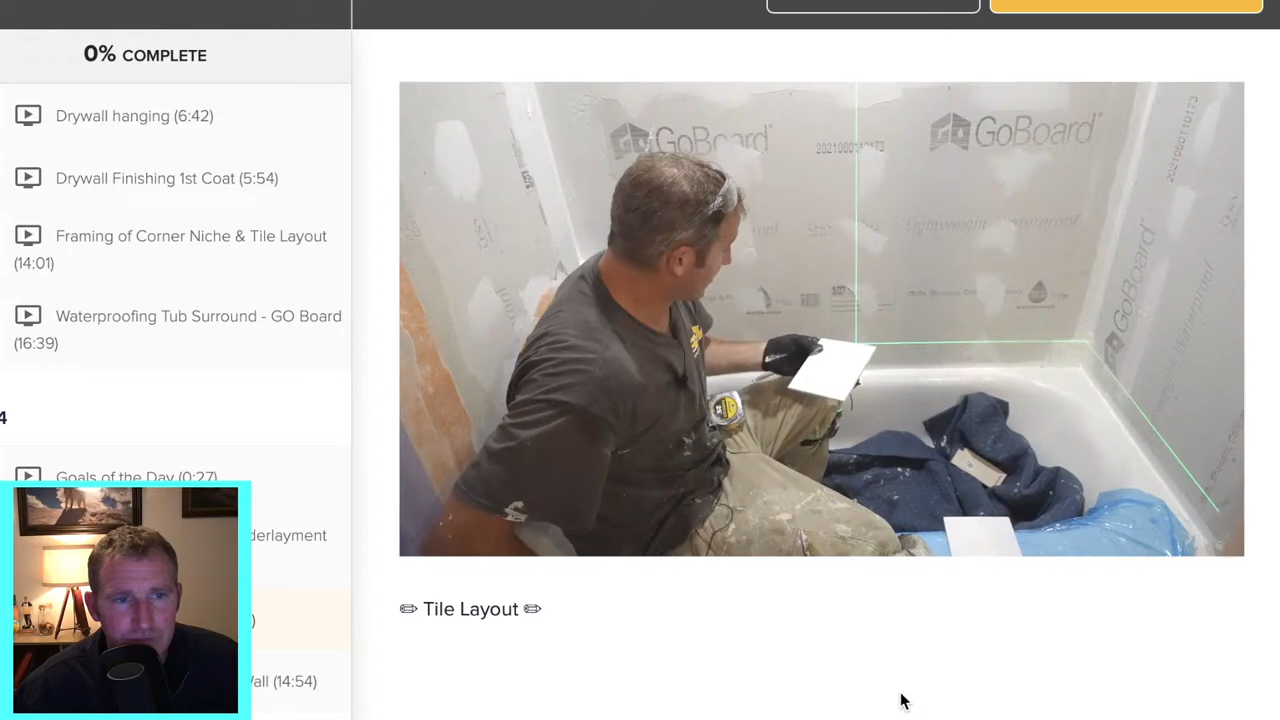 0% COMPLETE
Drywall hanging (6:42)
Drywall Finishing 1st Coat (5:54)
Framing of Corner Niche & Tile Layout
(14:01)
Waterproofing Tub Surround - GO Board
(16:39)
4
Goals of the Day (0:27)
derlayment
)
all (14:54)
GoBoard
GoBoard
GoBoard
✏ Tile Layout ✏